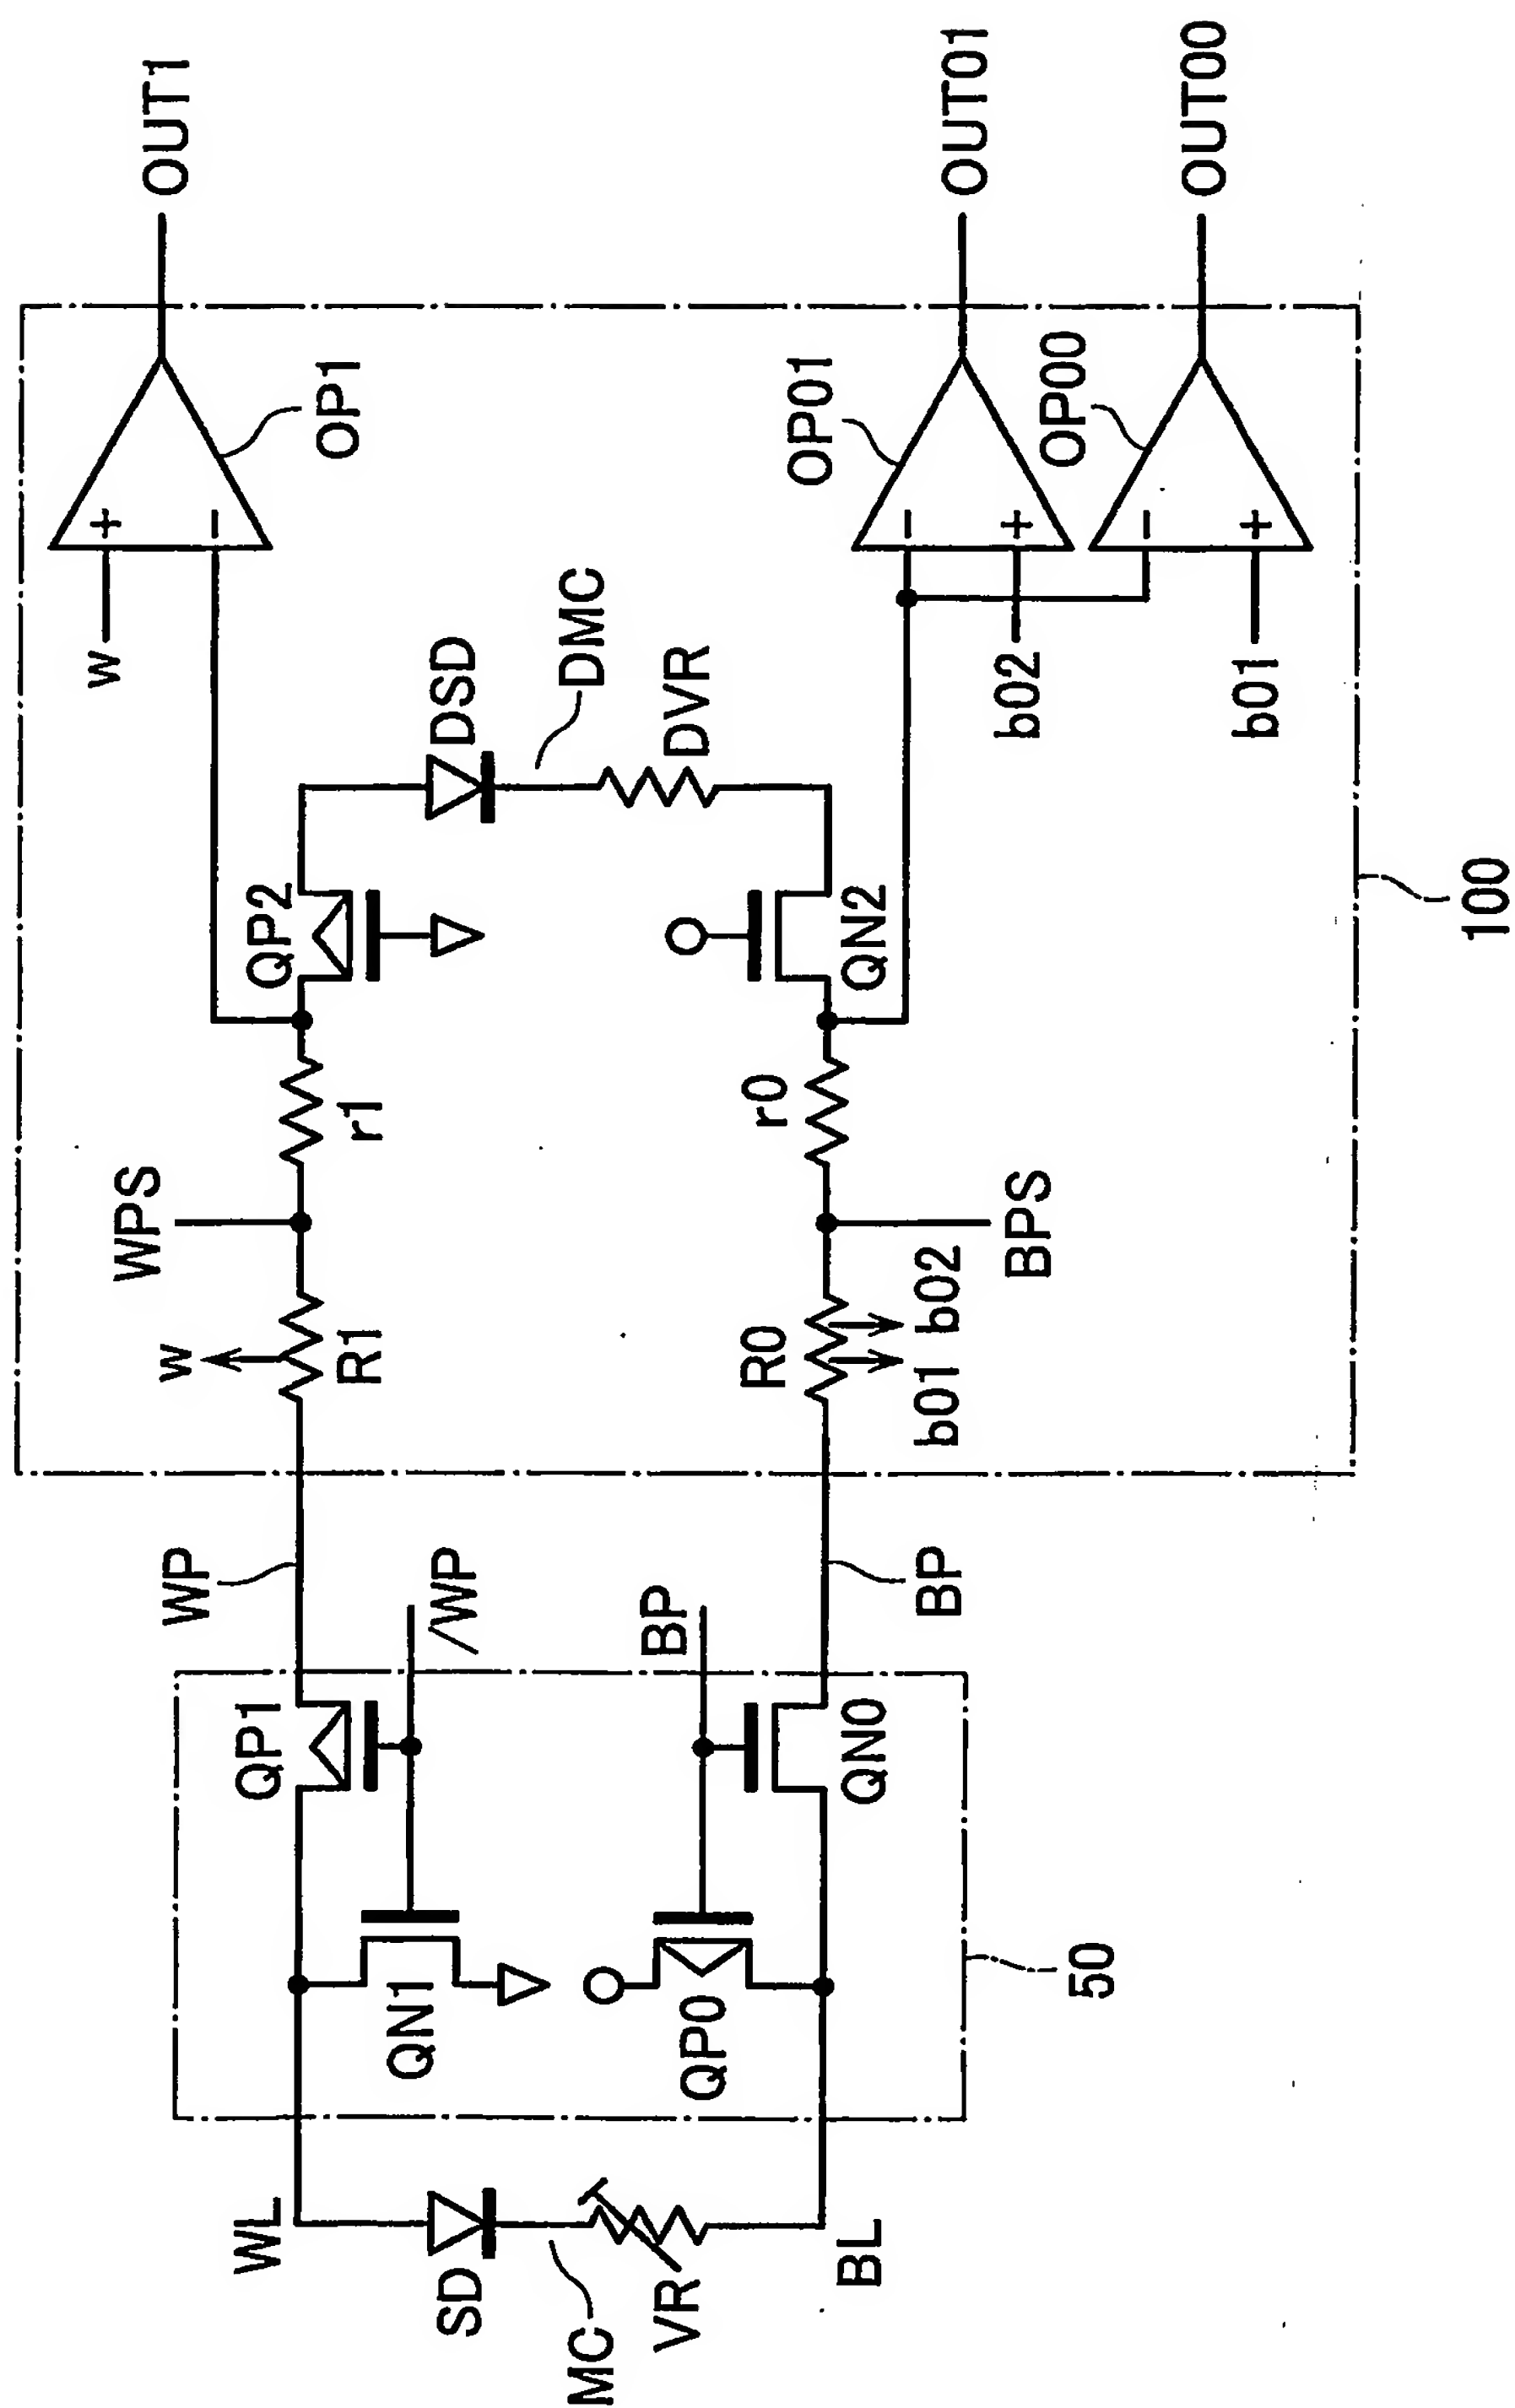 OUT1
OUT01
OUT00
OP1
OP01
OP00
+
−
−
+
−
+
w
b02
b01
DSD
DMC
DVR
QP2
QN2
100
r1
r0
WPS
BPS
w
R1
R0
b01
b02
WP
/WP
BP
BP
QP1
QN0
QN1
QP0
50
WL
BL
SD
VR
MC